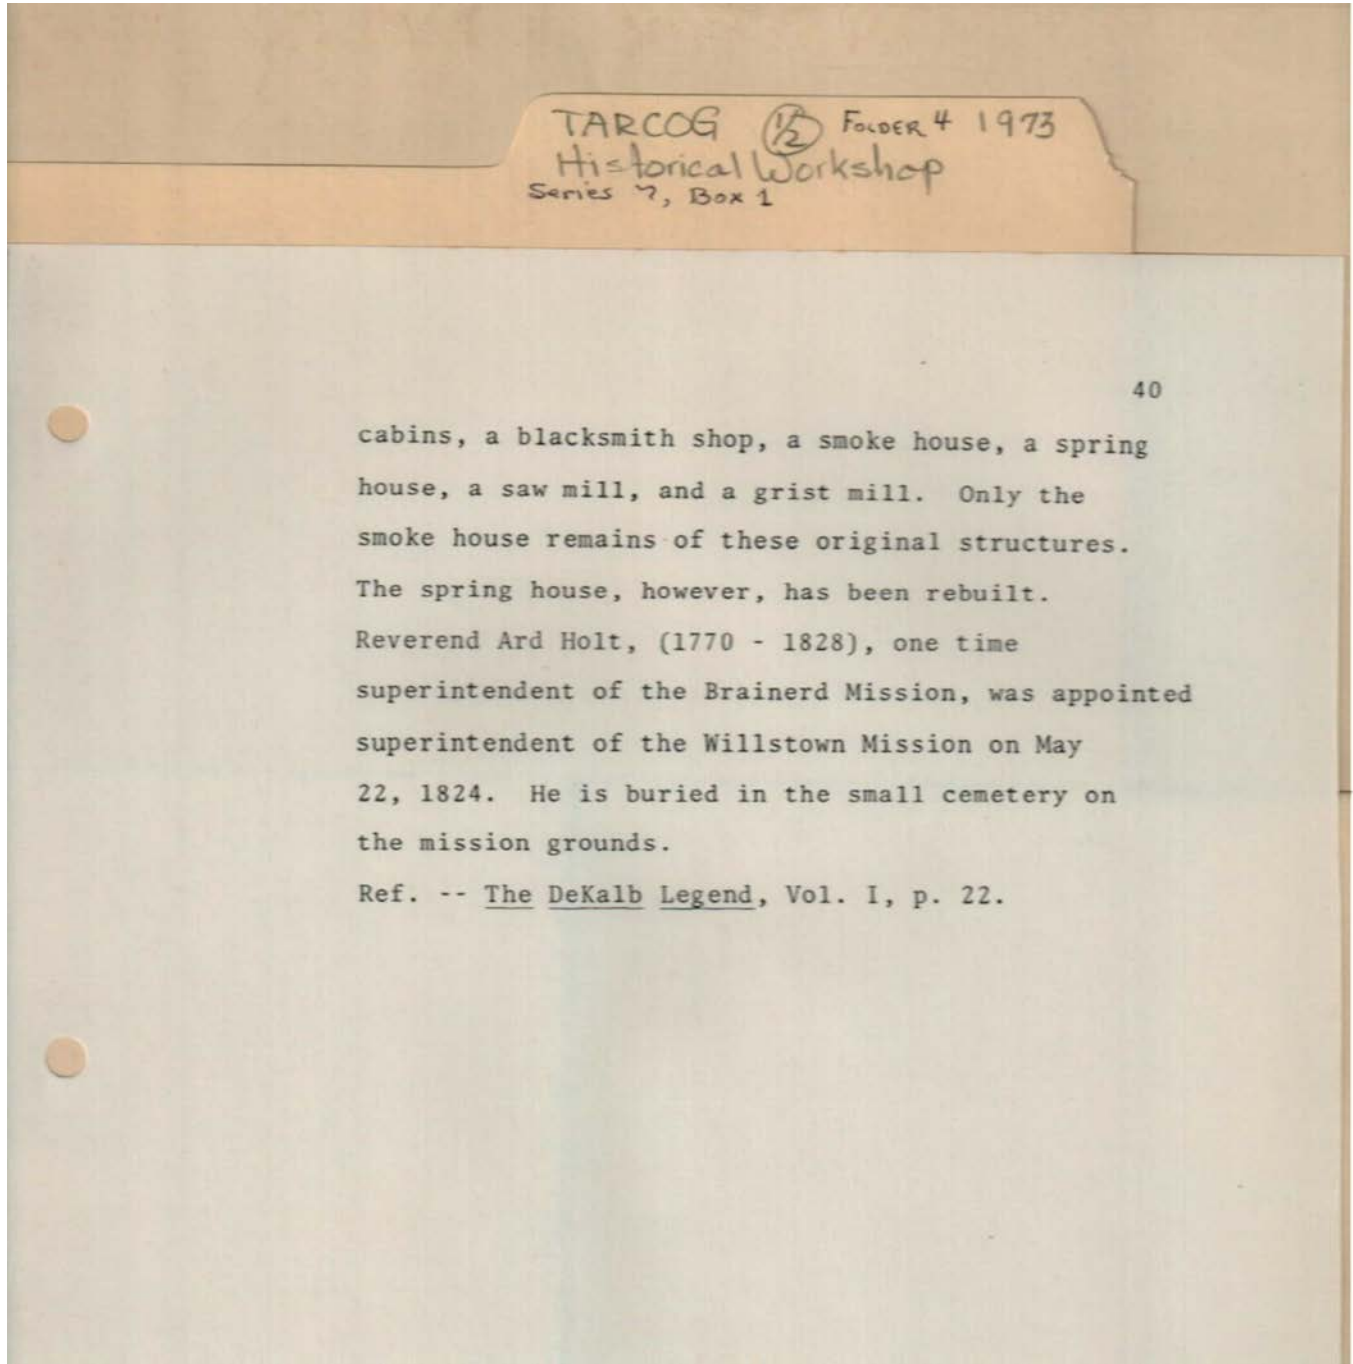 TARCOG 1/2 FOLDER 4 1973
Historical Workshop
Series 7, Box 1
40
cabins, a blacksmith shop, a smoke house, a spring
house, a saw mill, and a grist mill. Only the
smoke house remains of these original structures.
The spring house, however, has been rebuilt.
Reverend Ard Holt, (1770 - 1828), one time
superintendent of the Brainerd Mission, was appointed
superintendent of the Willstown Mission on May
22, 1824. He is buried in the small cemetery on
the mission grounds.
Ref. -- The DeKalb Legend, Vol. I, p. 22.